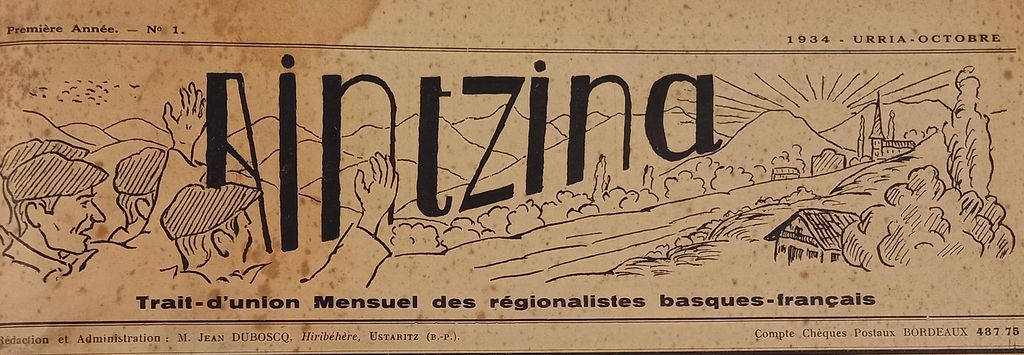 Première Année. — Nº 1.
1934 - URRIA-OCTOBRE
Aintzina
Trait-d'union Mensuel des régionalistes basques-français
Rédaction et Administration : M. JEAN DUBOSCQ, Hiribéhère, USTARITZ (B.-P.).
Compte Chèques Postaux BORDEAUX 487 75